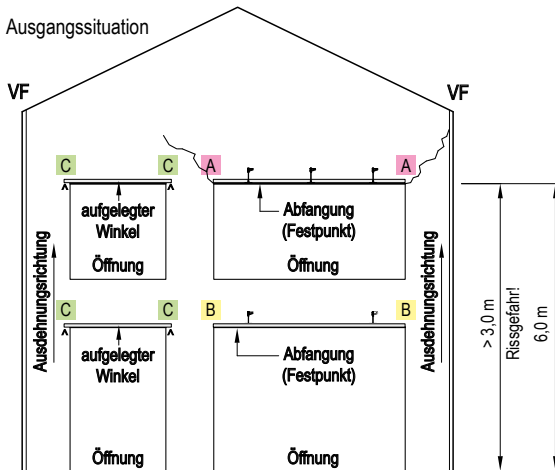 Ausgangssituation
VF
VF
C
C
A
A
aufgelegter
Winkel
Abfangung
(Festpunkt)
Öffnung
Öffnung
Ausdehnungsrichtung
Ausdehnungsrichtung
> 3,0 m
Rissgefahr!
6,0 m
C
C
B
B
aufgelegter
Winkel
Abfangung
(Festpunkt)
Öffnung
Öffnung